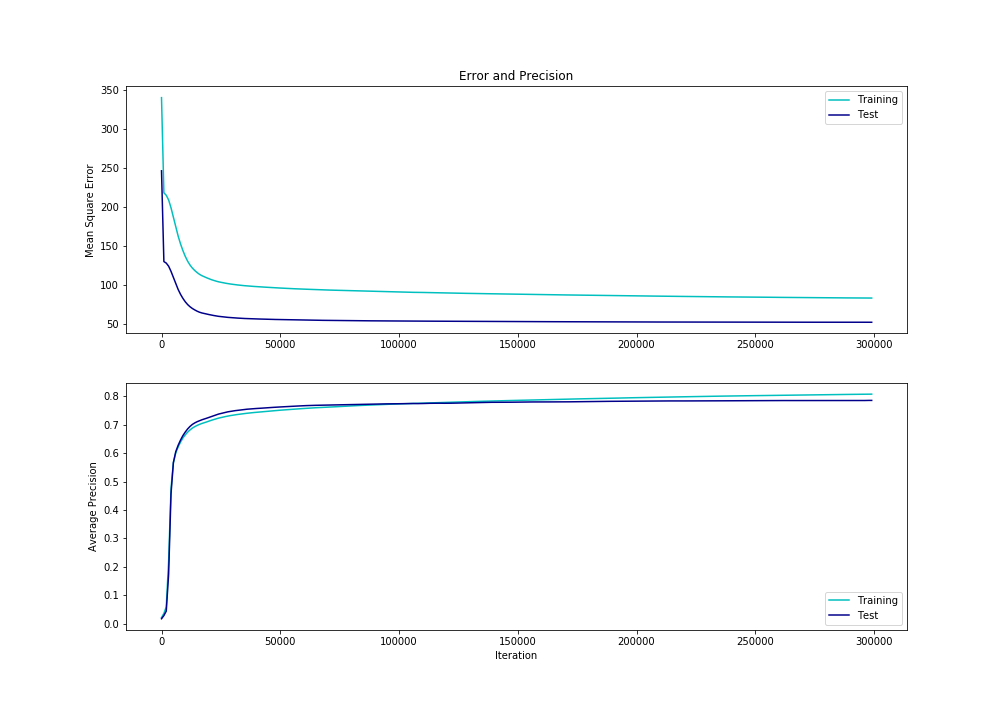 Error and Precision
350
300
250
200
150
100
50
Mean Square Error
Training
Test
0 50000 100000 150000 200000 250000 300000
0.8
0.7
0.6
0.5
0.4
0.3
0.2
0.1
0.0
Average Precision
Training
Test
0 50000 100000 150000 200000 250000 300000
Iteration